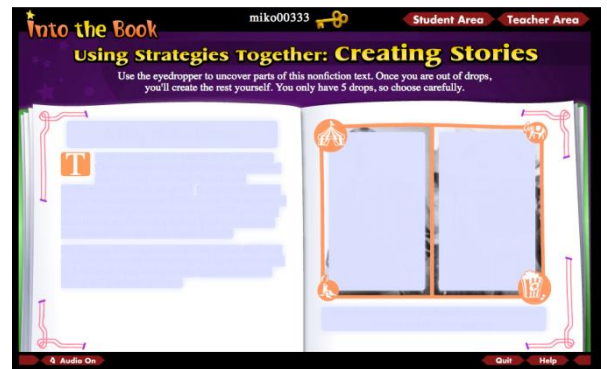 into the Book
miko00333
Student Area
Teacher Area
Using Strategies Together: Creating Stories
Use the eyedropper to uncover parts of this nonfiction text. Once you are out of drops,
you'll create the rest yourself. You only have 5 drops, so choose carefully.
T
Audio On
Quit
Help